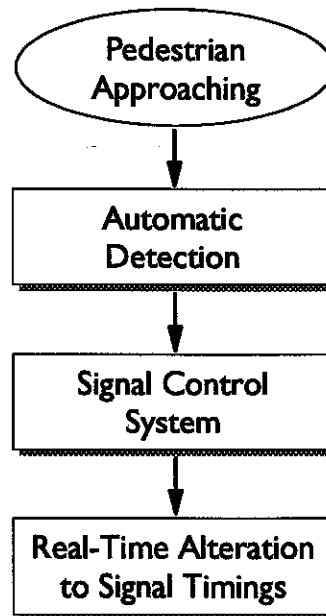 Pedestrian
Approaching
Automatic
Detection
Signal Control
System
Real-Time Alteration
to Signal Timings